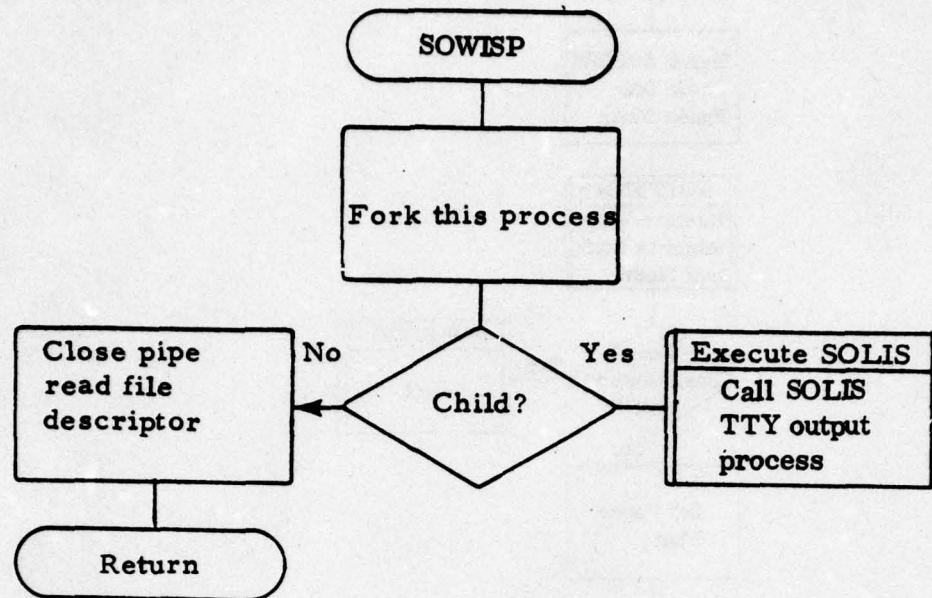 SOWISP
Fork this process
Close pipe
read file
descriptor
No
Child?
Yes
Execute SOLIS
Call SOLIS
TTY output
process
Return